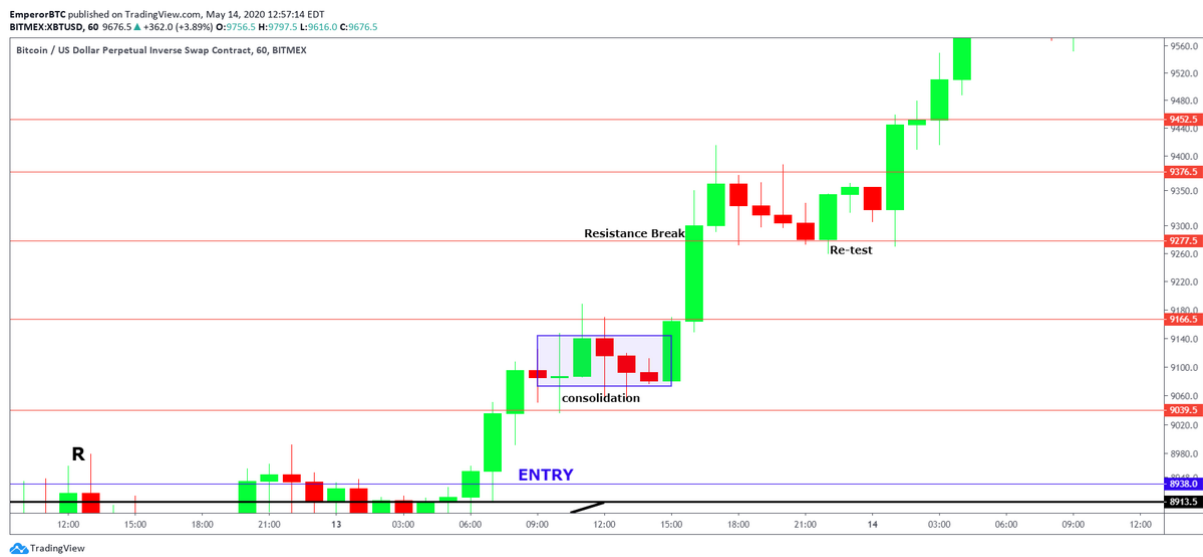 EmperorBTC published on TradingView.com, May 14, 2020 12:57:14 EDT
BITMEX:XBTUSD, 60 9676.5 ▲ +362.0 (+3.89%) O:9756.5 H:9797.5 L:9616.0 C:9676.5
Bitcoin / US Dollar Perpetual Inverse Swap Contract, 60, BITMEX
9560.0
9520.0
9480.0
9452.5
9440.0
9400.0
9376.5
9350.0
9300.0
Resistance Break
9277.5
Re-test
9260.0
9220.0
9180.0
9166.5
9140.0
9100.0
9060.0
consolidation
9039.5
9020.0
R
8980.0
ENTRY
8938.0
8913.5
12:00 15:00 18:00 21:00 13 03:00 06:00 09:00 12:00 15:00 18:00 21:00 14 03:00 06:00 09:00 12:00
TradingView